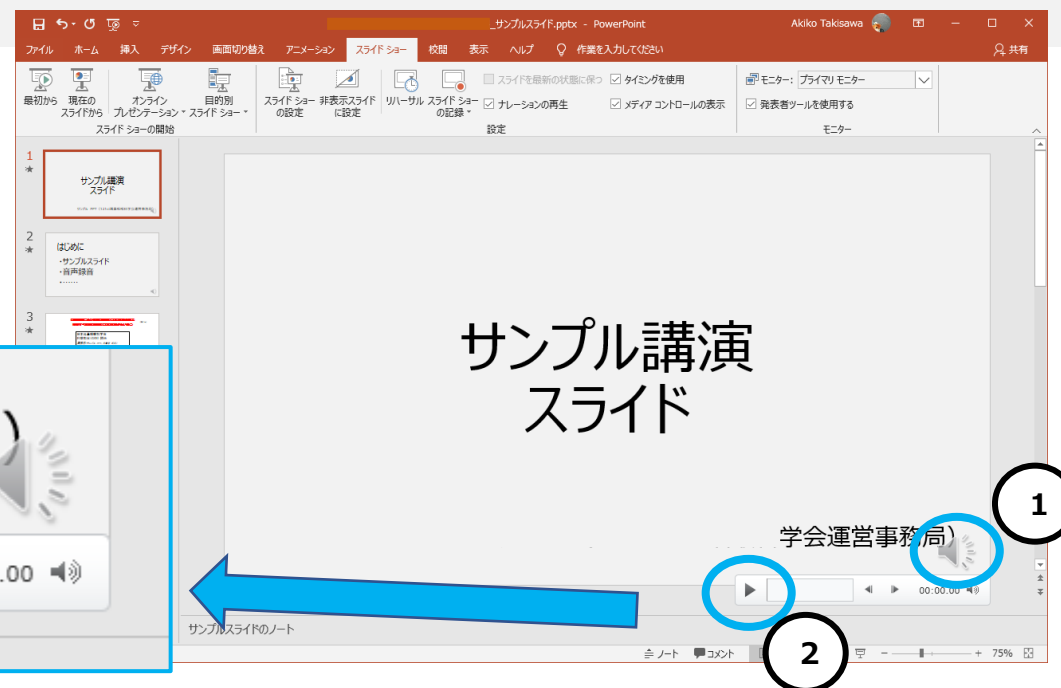 _サンプルスライド.pptx - PowerPoint
Akiko Takisawa
ファイル ホーム 挿入 デザイン 画面切り替え アニメーション スライド ショー 校閲 表示 ヘルプ 作業を入力してください 共有
最初から
現在の
スライドから
オンライン
プレゼンテーション
目的別
スライド ショー
スライド ショー
の設定
非表示スライド
に設定
リハーサル
スライド ショー
の記録
スライドを最新の状態に保つ
タイミングを使用
ナレーションの再生
メディア コントロールの表示
モニター: プライマリ モニター
発表者ツールを使用する
スライド ショーの開始
設定
モニター
1
サンプル講演
スライド
2
はじめに
・サンプルスライド
・音声録音
・……
3
サンプル講演
スライド
学会運営事務局)
1
00:00.00
.00
2
サンプルスライドのノート
ノート コメント
75%